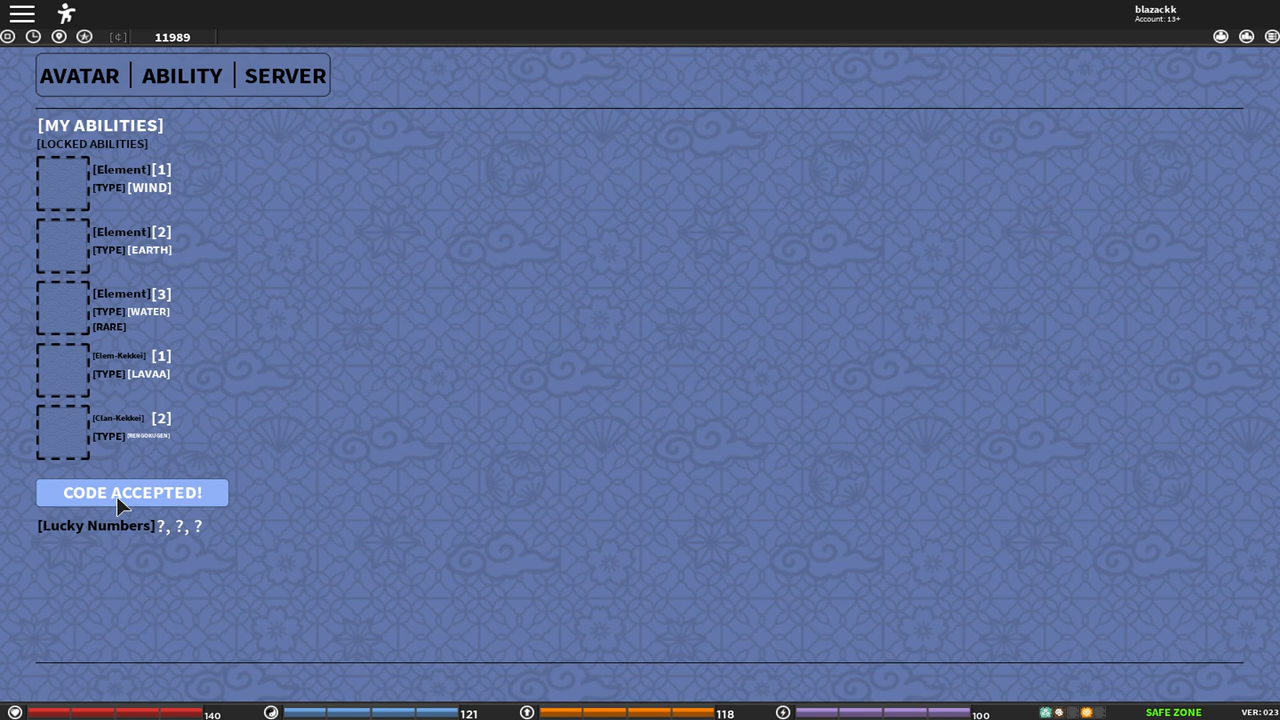 blazackk
Account: 13+
[¢] 11989
AVATAR | ABILITY | SERVER
[MY ABILITIES]
[LOCKED ABILITIES]
[Element] [1]
[TYPE] [WIND]
[Element] [2]
[TYPE] [EARTH]
[Element] [3]
[TYPE] [WATER]
[RARE]
[Elem-Kekkei] [1]
[TYPE] [LAVAA]
[Clan-Kekkei] [2]
[TYPE] [RENGOKUGEN]
CODE ACCEPTED!
[Lucky Numbers] ?, ?, ?
140 121 118 100 SAFE ZONE VER: 023